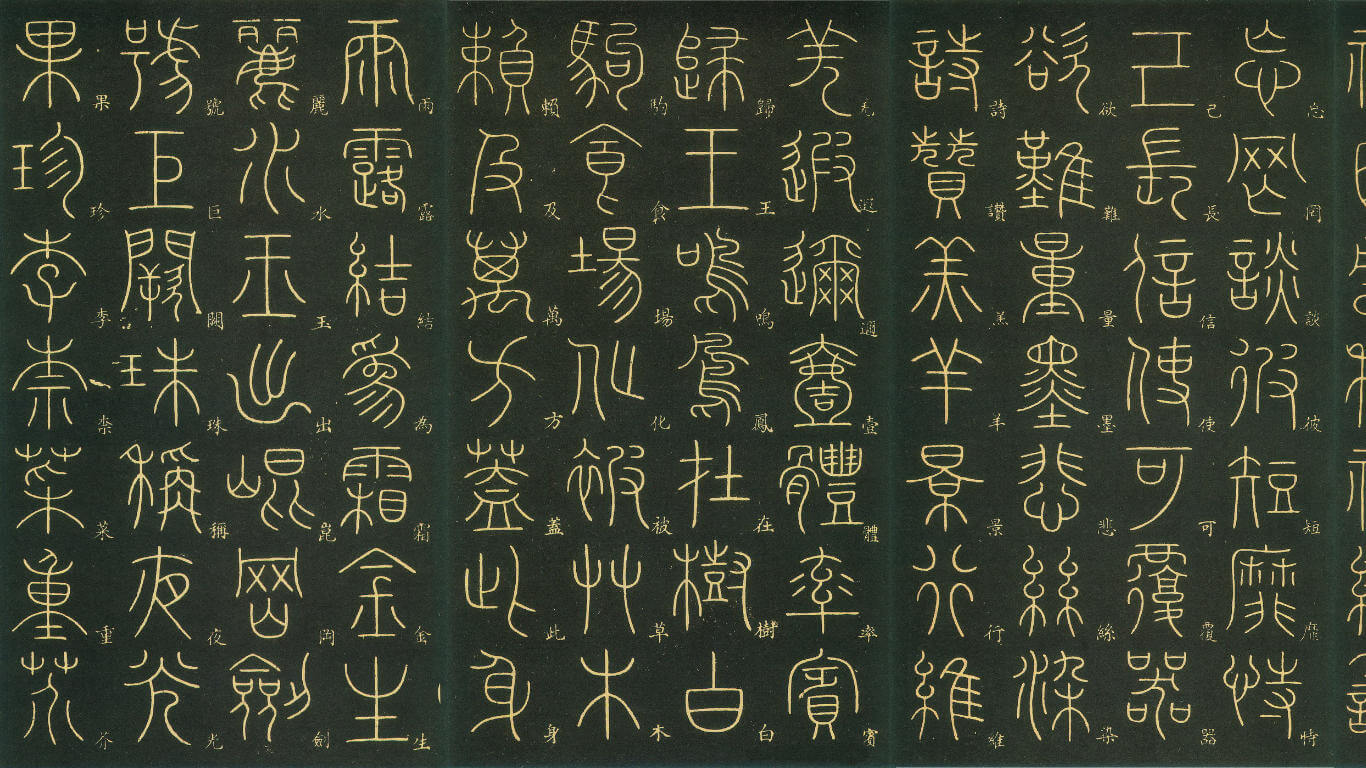 雨露結為霜金生
麗水玉出崑岡劍
號巨闕珠稱夜光
果珍李柰菜重芥
羌遐邇壹體率賓
歸王鳴鳳在樹白
駒食場化被草木
賴及萬方蓋此身
忘罔談彼短靡恃
己長信使可覆器
欲難量墨悲絲染
詩讚羔羊景行維